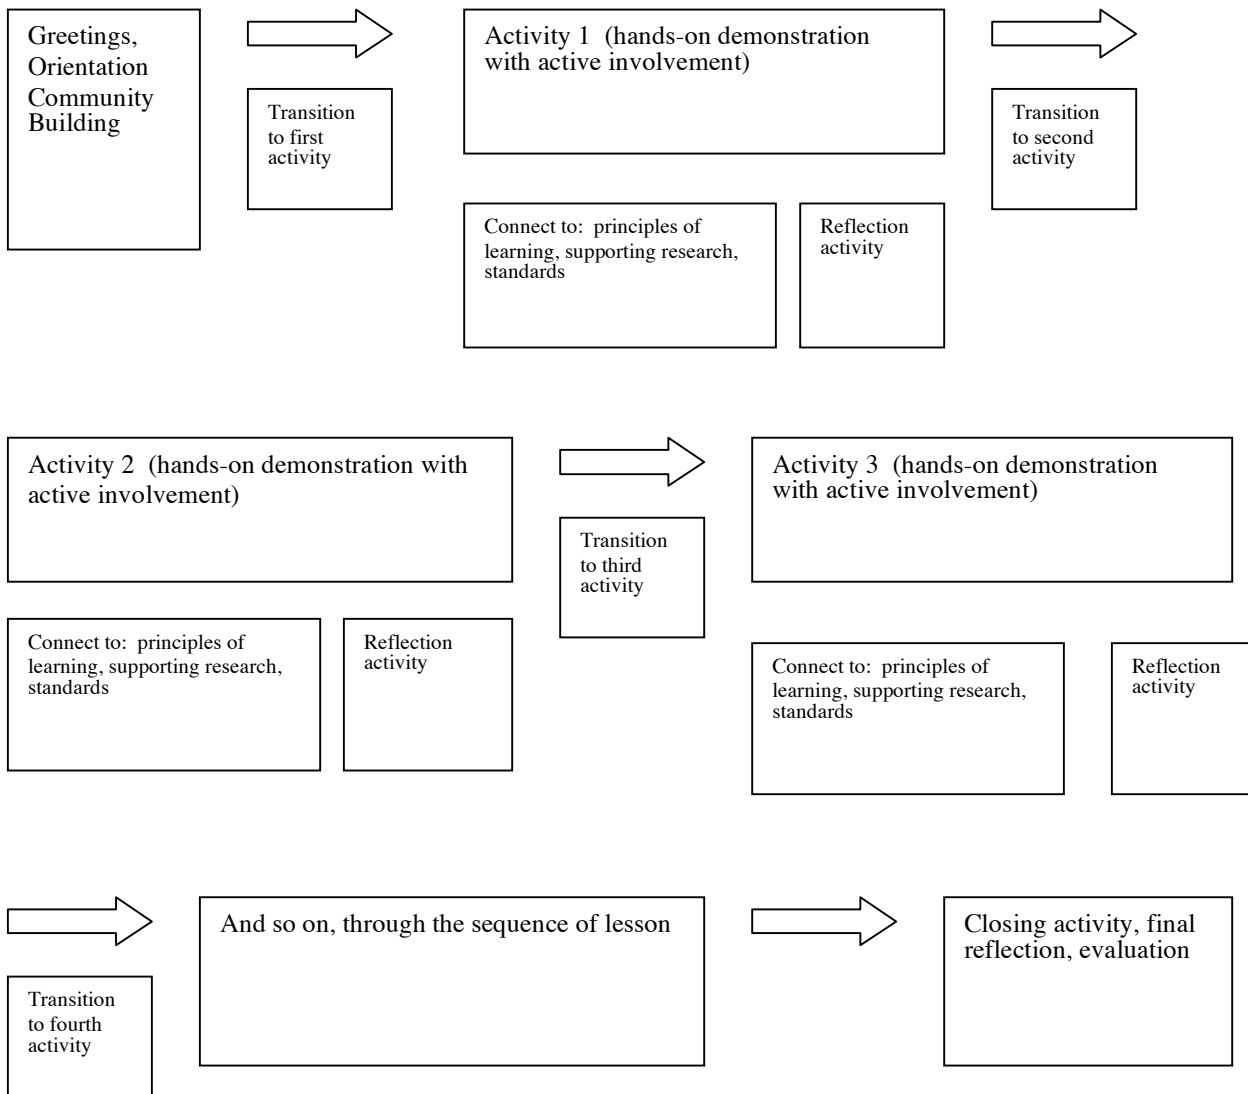 Greetings,
Orientation
Community
Building
Transition
to first
activity
Activity 1  (hands-on demonstration
with active involvement)
Connect to:  principles of
learning, supporting research,
standards
Reflection
activity
Transition
to second
activity
Activity 2  (hands-on demonstration with
active involvement)
Connect to:  principles of
learning, supporting research,
standards
Reflection
activity
Transition
to third
activity
Activity 3  (hands-on demonstration
with active involvement)
Connect to:  principles of
learning, supporting research,
standards
Reflection
activity
Transition
to fourth
activity
And so on, through the sequence of lesson
Closing activity, final
reflection, evaluation